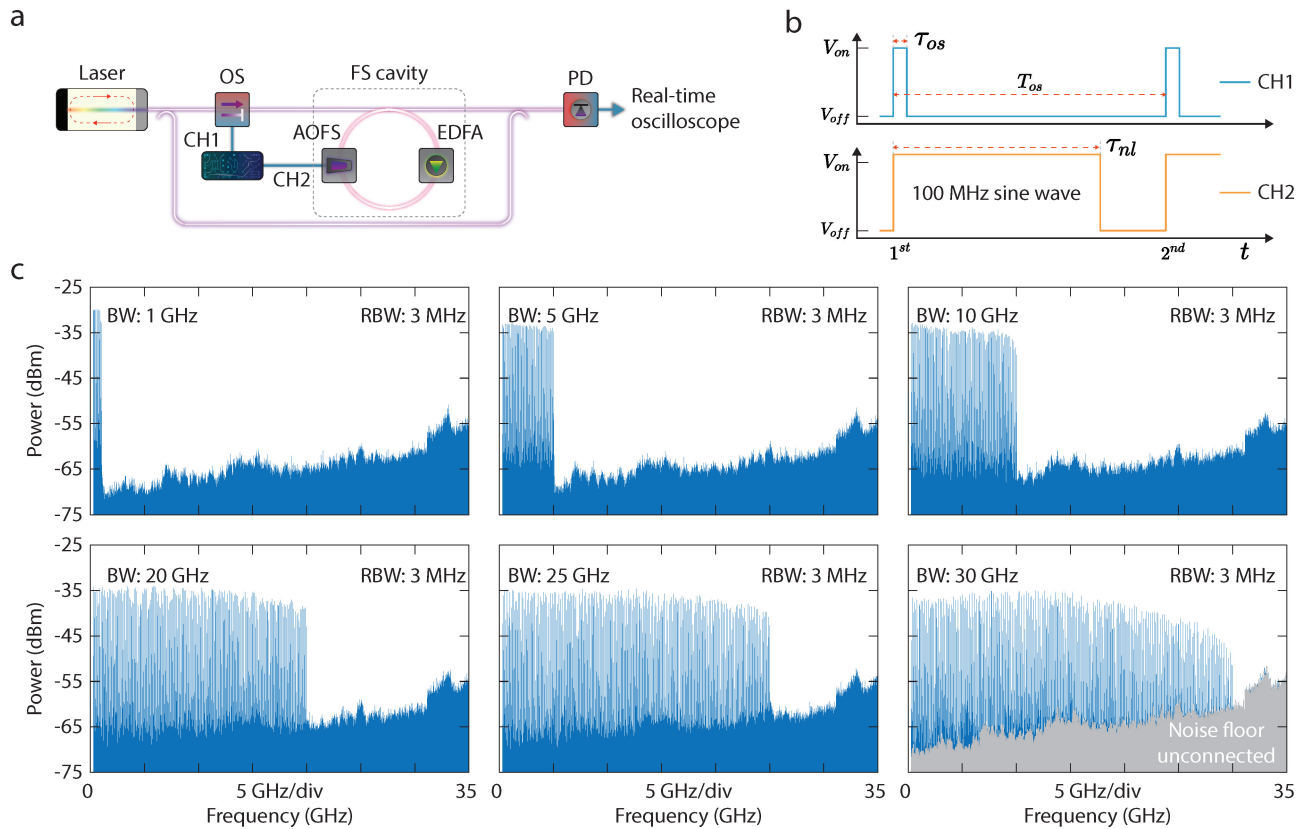 a
Laser
OS
FS cavity
PD
AOFS
EDFA
CH1
CH2
Real-time
oscilloscope
b
V_on
V_off
τ_os
T_os
CH1
V_on
V_off
τ_nl
100 MHz sine wave
CH2
1^st
2^nd
t
c
-25
-35
-45
-55
-65
-75
Power (dBm)
BW: 1 GHz
RBW: 3 MHz
BW: 5 GHz
RBW: 3 MHz
BW: 10 GHz
RBW: 3 MHz
-25
-35
-45
-55
-65
-75
Power (dBm)
BW: 20 GHz
RBW: 3 MHz
BW: 25 GHz
RBW: 3 MHz
BW: 30 GHz
RBW: 3 MHz
Noise floor
unconnected
0
5 GHz/div
35
Frequency (GHz)
0
5 GHz/div
35
Frequency (GHz)
0
5 GHz/div
35
Frequency (GHz)